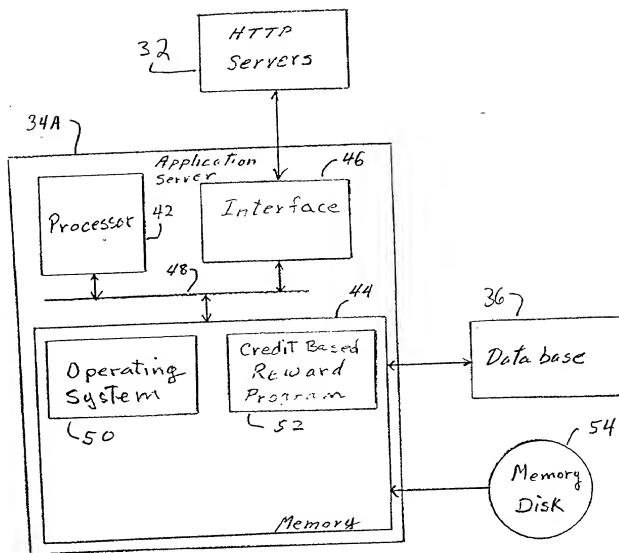 32
HTTP
Servers
34A
Application
Server
46
Processor
42
Interface
48
44
36
Operating
System
50
Credit Based
Reward
Program
52
Database
54
Memory
Disk
Memory